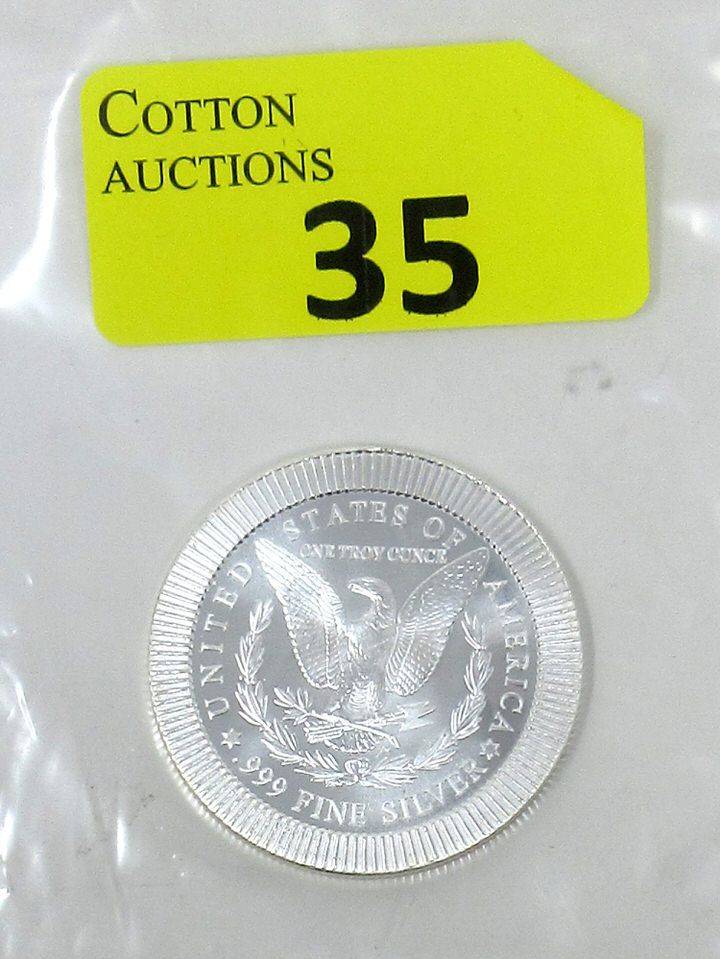 COTTON
AUCTIONS
35
UNITED STATES OF AMERICA
ONE TROY OUNCE
.999 FINE SILVER